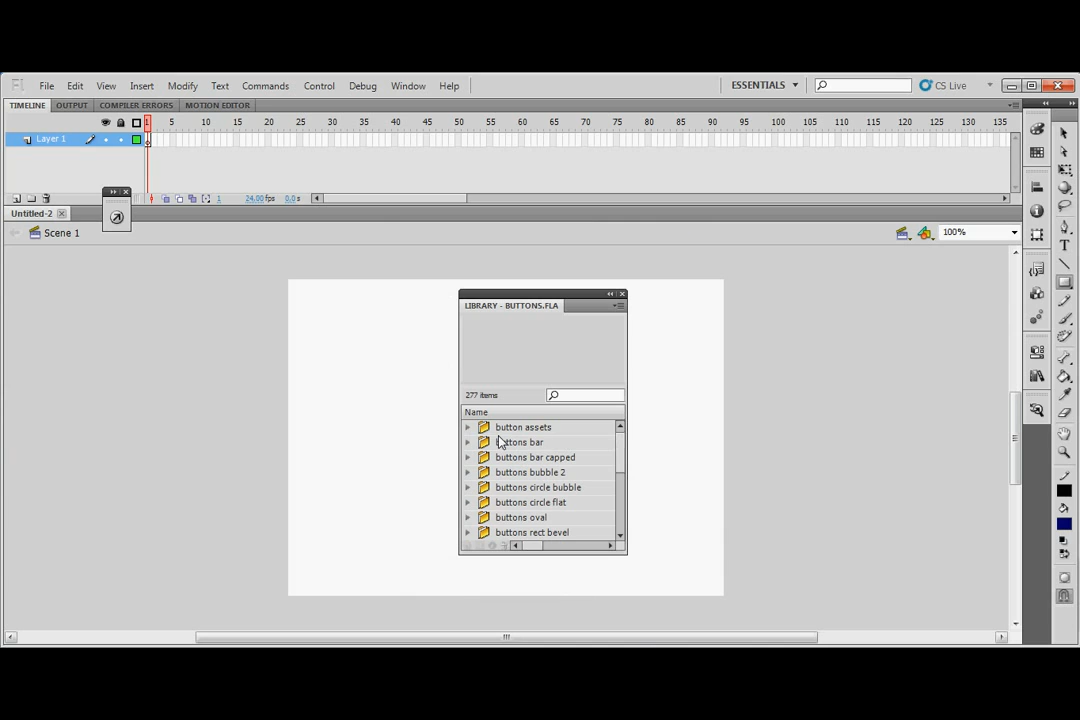 Fl File Edit View Insert Modify Text Commands Control Debug Window Help ESSENTIALS CS Live
TIMELINE OUTPUT COMPILER ERRORS MOTION EDITOR
1 5 10 15 20 25 30 35 40 45 50 55 60 65 70 75 80 85 90 95 100 105 110 115 120 125 130 135
Layer 1
1 24.00 fps 0.0 s
Untitled-2
Scene 1 100%
LIBRARY - BUTTONS.FLA
277 items
Name
button assets
buttons bar
buttons bar capped
buttons bubble 2
buttons circle bubble
buttons circle flat
buttons oval
buttons rect bevel